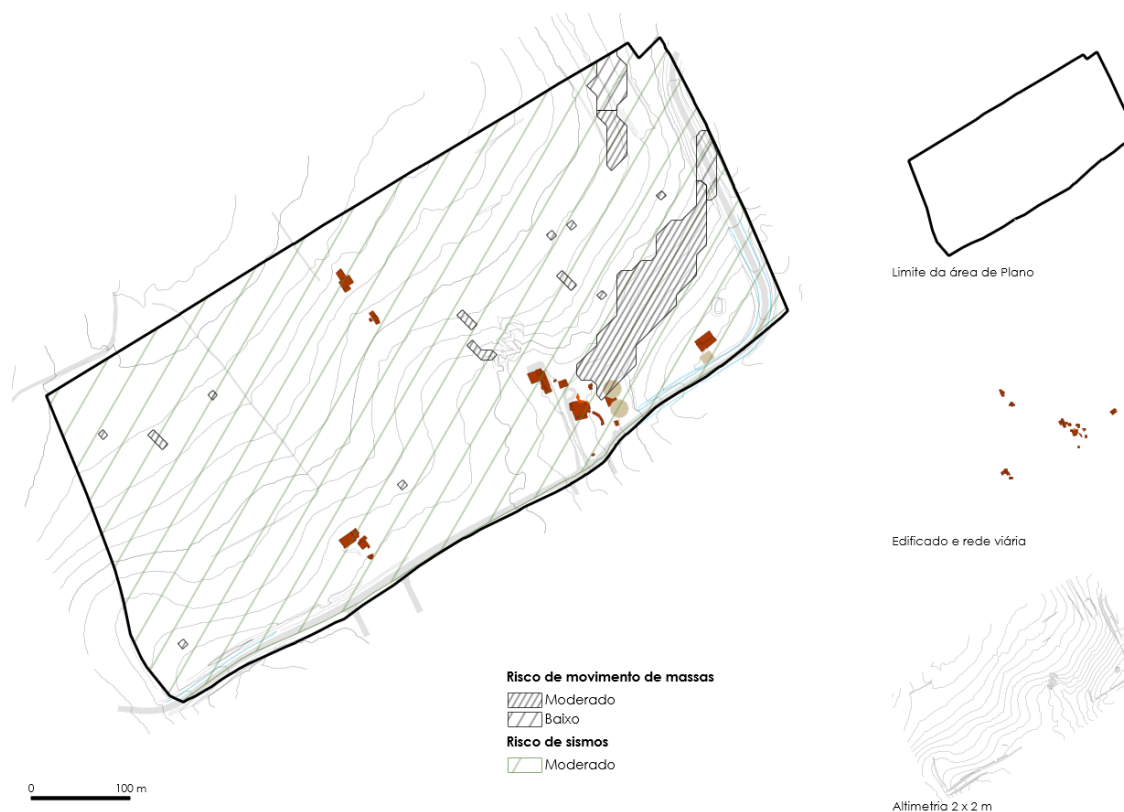 Limite da área de Plano
Edificado e rede viária
Risco de movimento de massas
Moderado
Baixo
Risco de sismos
Moderado
0 100 m
Altimetria 2 x 2 m